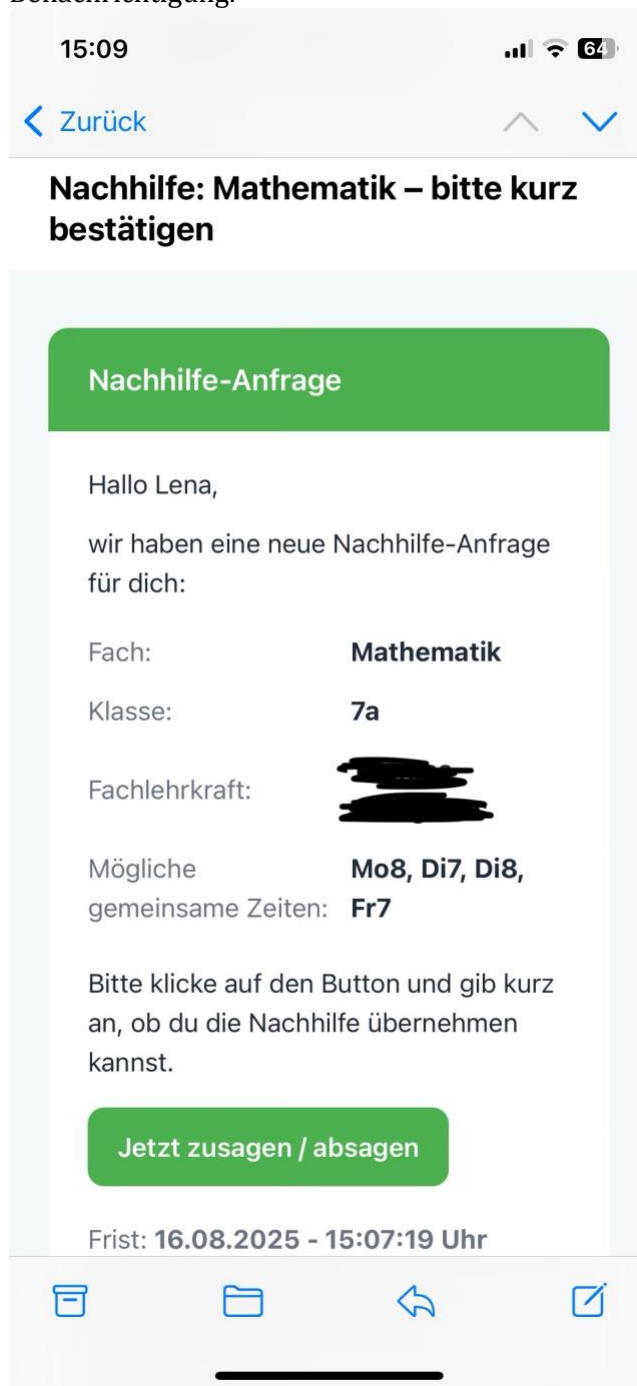 15:09
64
Zurück
Nachhilfe: Mathematik – bitte kurz
bestätigen
Nachhilfe-Anfrage
Hallo Lena,
wir haben eine neue Nachhilfe-Anfrage
für dich:
Fach: Mathematik
Klasse: 7a
Fachlehrkraft:
Mögliche Mo8, Di7, Di8,
gemeinsame Zeiten: Fr7
Bitte klicke auf den Button und gib kurz
an, ob du die Nachhilfe übernehmen
kannst.
Jetzt zusagen / absagen
Frist: 16.08.2025 - 15:07:19 Uhr